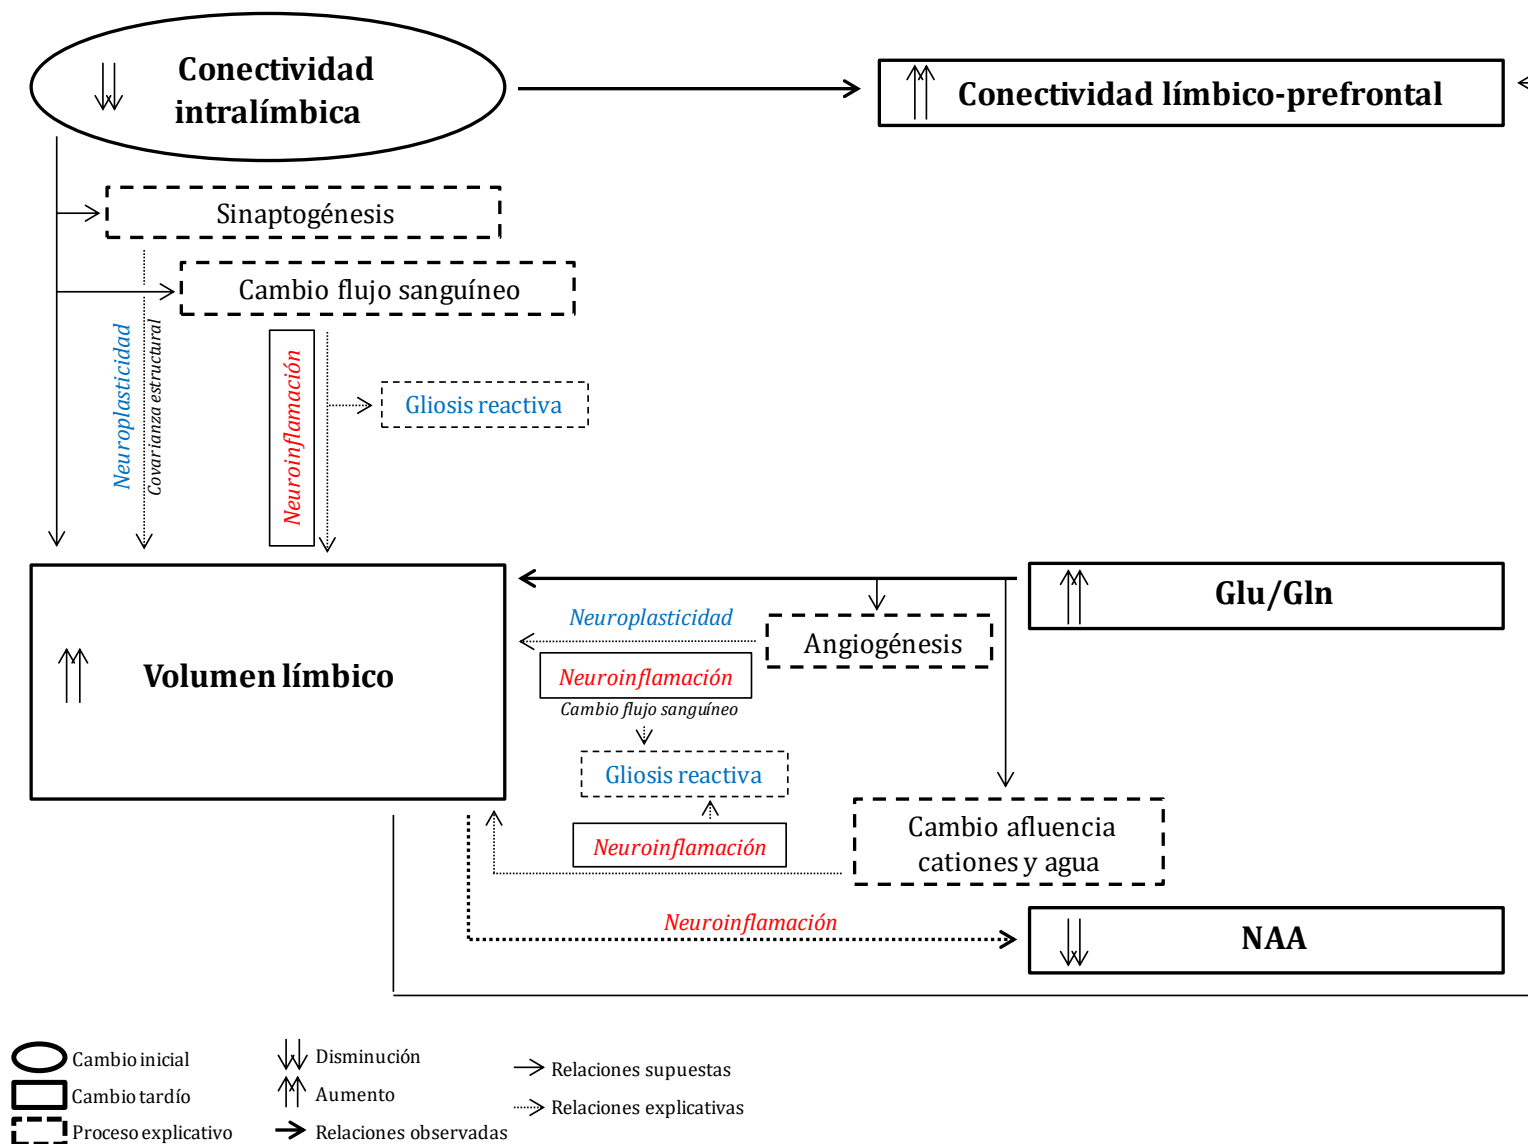 Conectividad
intralímbica
Conectividad límbico-prefrontal
Sinaptogénesis
Cambio flujo sanguíneo
Neuroplasticidad
Covarianza estructural
Neuroinflamación
Gliosis reactiva
Volumen límbico
Glu/Gln
Neuroplasticidad
Angiogénesis
Neuroinflamación
Cambio flujo sanguíneo
Gliosis reactiva
Neuroinflamación
Cambio afluencia
cationes y agua
Neuroinflamación
NAA
Cambio inicial
Cambio tardío
Proceso explicativo
Disminución
Aumento
Relaciones observadas
Relaciones supuestas
Relaciones explicativas